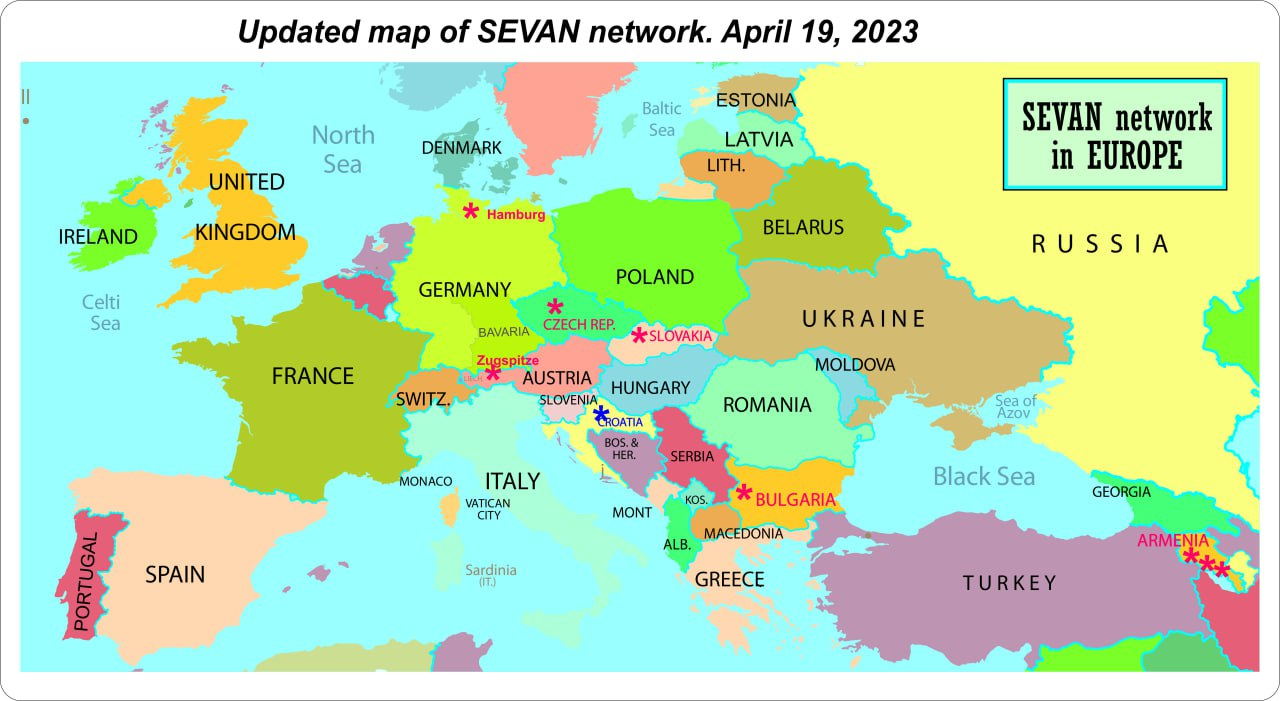 Updated map of SEVAN network. April 19, 2023
SEVAN network
in EUROPE
North
Sea
Baltic
Sea
ESTONIA
LATVIA
LITH.
DENMARK
UNITED
KINGDOM
IRELAND
Celti
Sea
* Hamburg
GERMANY
BAVARIA
POLAND
BELARUS
RUSSIA
UKRAINE
*
CZECH REP.
* SLOVAKIA
Zugspitze
*
LIECH.
FRANCE
SWITZ.
AUSTRIA
HUNGARY
MOLDOVA
SLOVENIA
*
CROATIA
ROMANIA
Sea of
Azov
BOS. &
HER.
SERBIA
Black Sea
MONACO
ITALY
VATICAN
CITY
MONT
KOS.
* BULGARIA
GEORGIA
ALB.
MACEDONIA
ARMENIA
* * *
PORTUGAL
SPAIN
Sardinia
(IT.)
GREECE
TURKEY